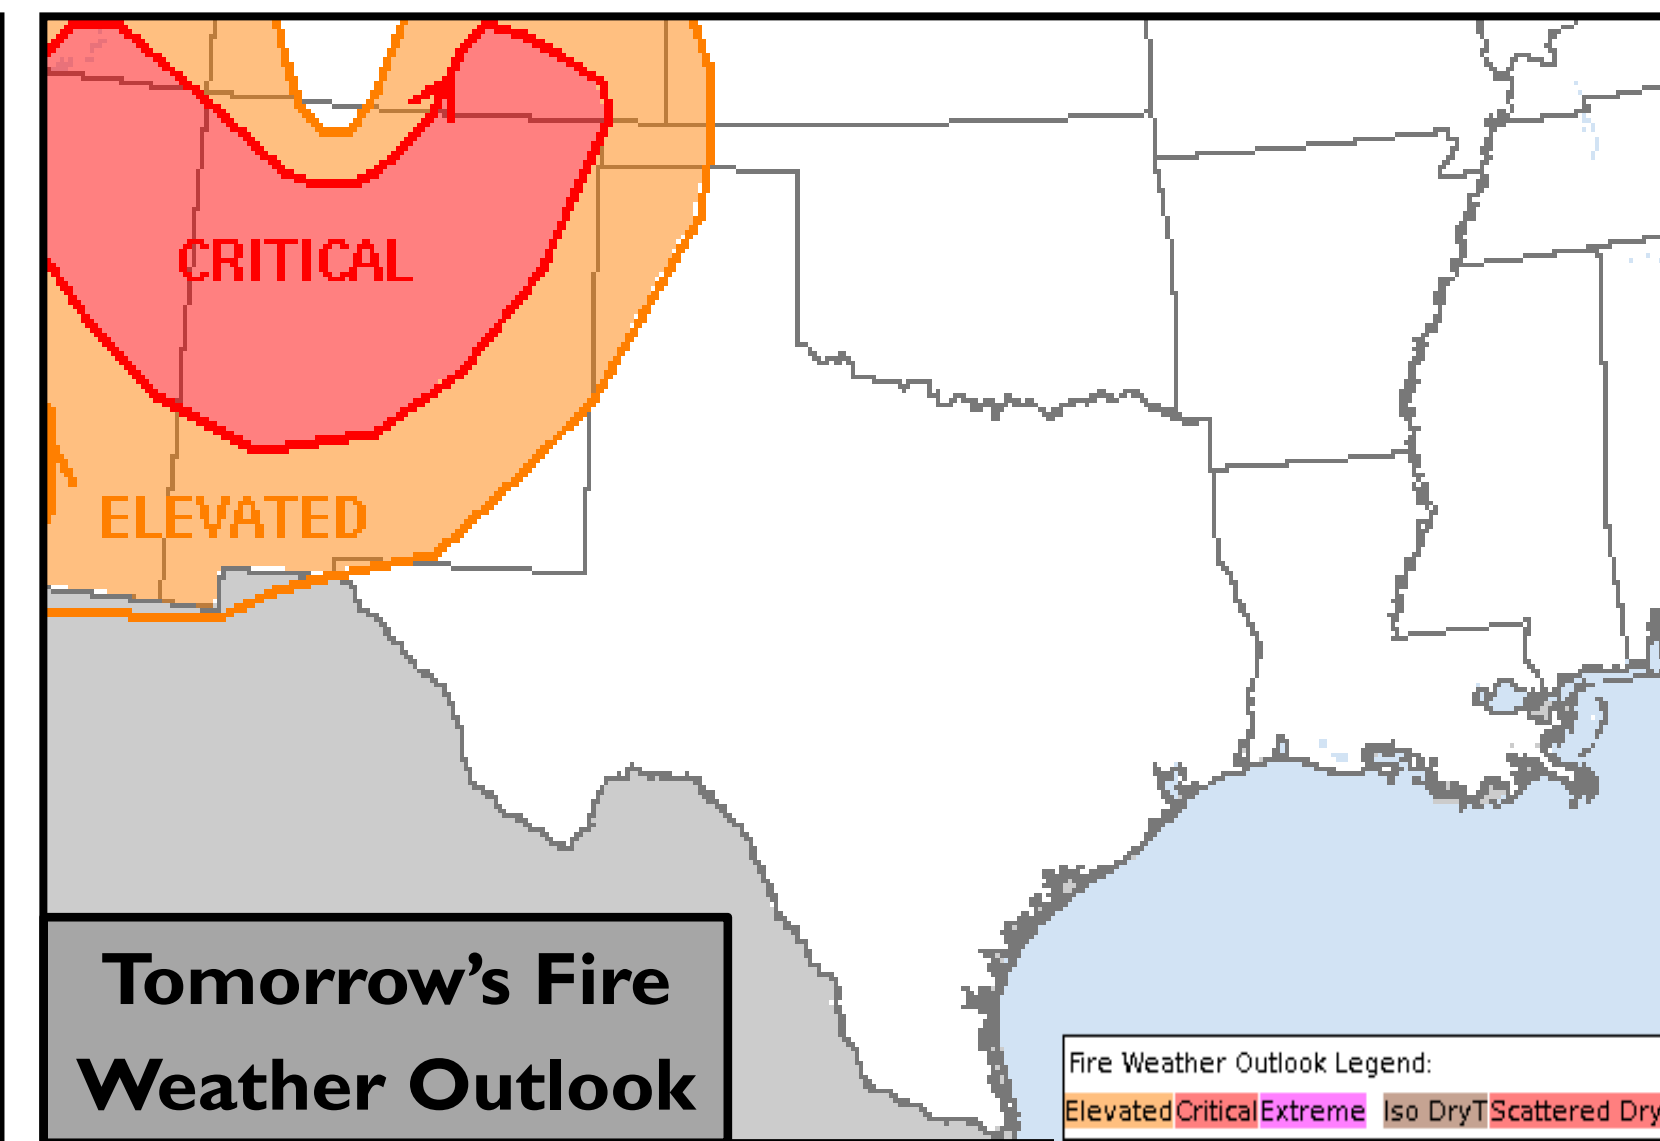 CRITICAL
ELEVATED
Tomorrow’s Fire
Weather Outlook
Fire Weather Outlook Legend:
Elevated Critical Extreme Iso DryT Scattered Dry